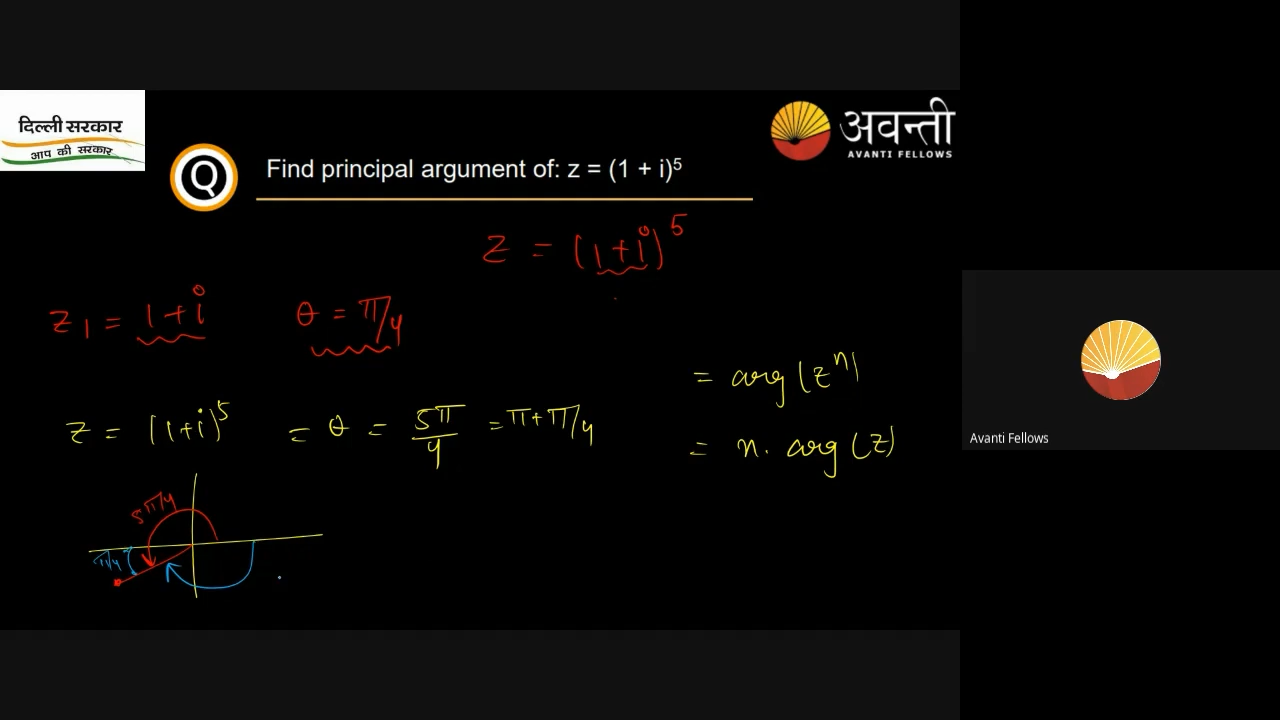 दिल्ली सरकार
आप की सरकार
अवन्ती
AVANTI FELLOWS
Q
Find principal argument of: z = (1 + i)⁵
z = (1+i)⁵
z₁ = 1+i θ = π/4
= arg(zⁿ)
z = (1+i)⁵ = θ = 5π/4 = π+π/4
= n. arg(z)
5π/4
π/4
Avanti Fellows